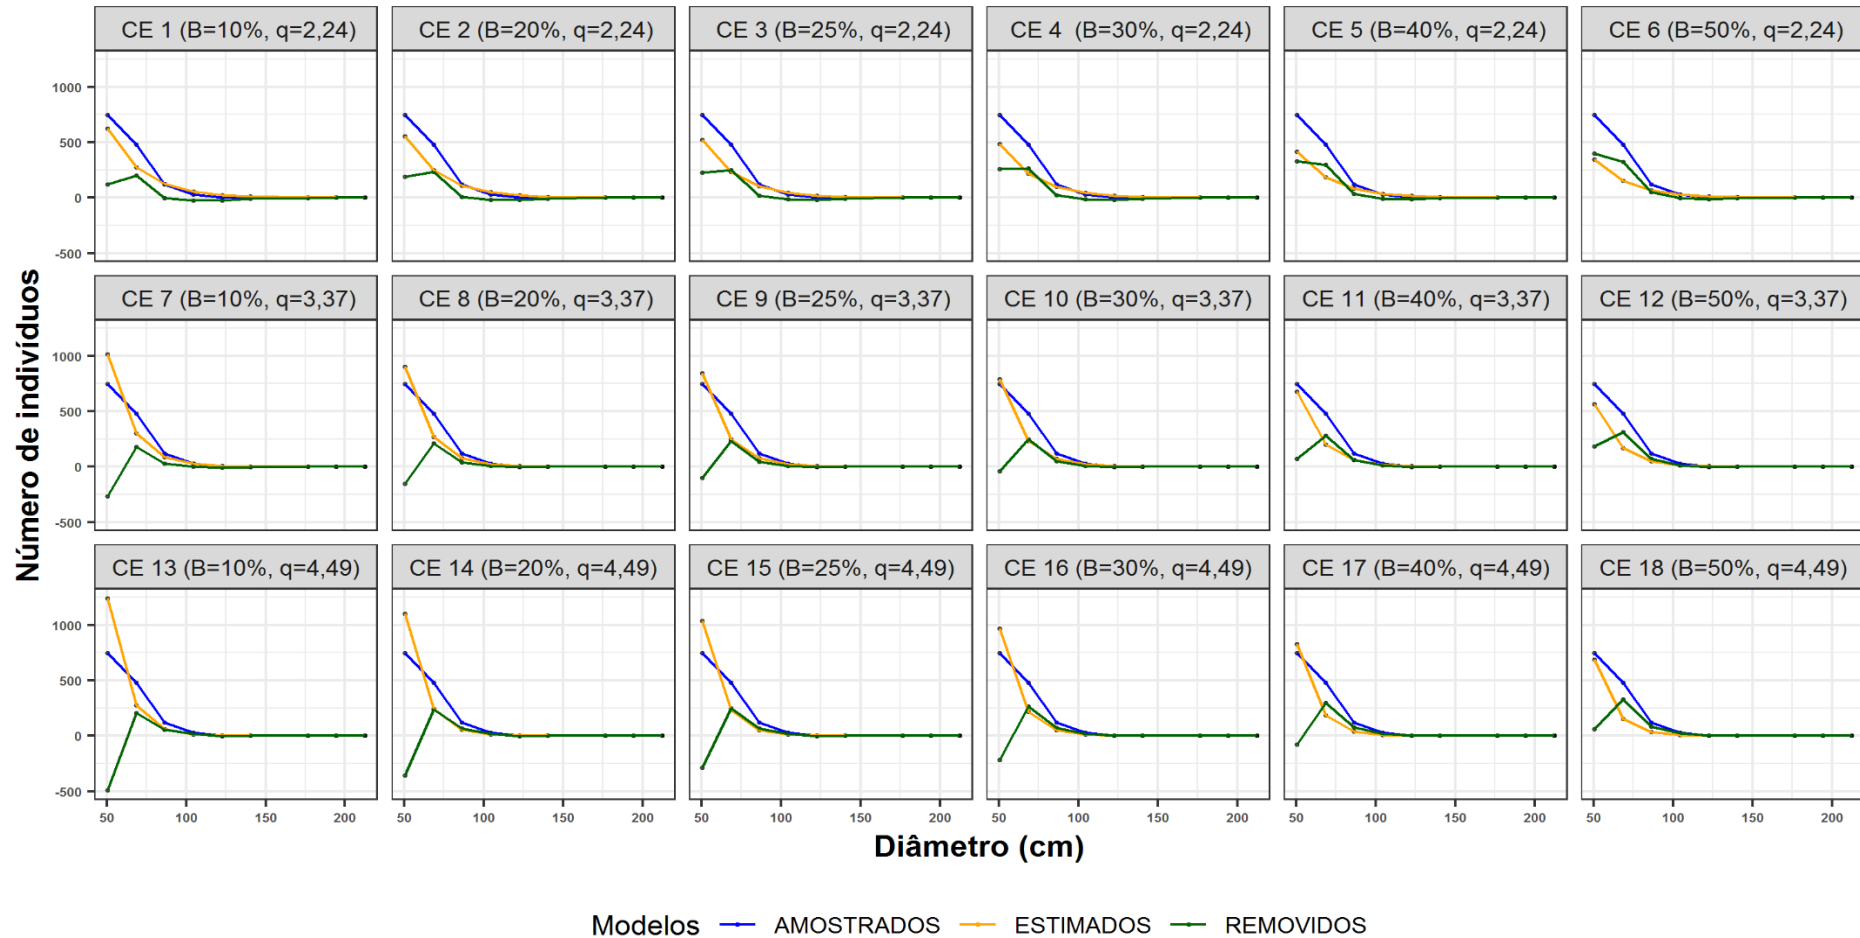 CE 1 (B=10%, q=2,24) CE 2 (B=20%, q=2,24) CE 3 (B=25%, q=2,24) CE 4  (B=30%, q=2,24) CE 5 (B=40%, q=2,24) CE 6 (B=50%, q=2,24)
1000
500
0
-500
CE 7 (B=10%, q=3,37) CE 8 (B=20%, q=3,37) CE 9 (B=25%, q=3,37) CE 10 (B=30%, q=3,37) CE 11 (B=40%, q=3,37) CE 12 (B=50%, q=3,37)
1000
500
0
-500
CE 13 (B=10%, q=4,49) CE 14 (B=20%, q=4,49) CE 15 (B=25%, q=4,49) CE 16 (B=30%, q=4,49) CE 17 (B=40%, q=4,49) CE 18 (B=50%, q=4,49)
1000
500
0
-500
50 100 150 200 50 100 150 200 50 100 150 200 50 100 150 200 50 100 150 200 50 100 150 200
Número de indivíduos
Diâmetro (cm)
Modelos AMOSTRADOS ESTIMADOS REMOVIDOS